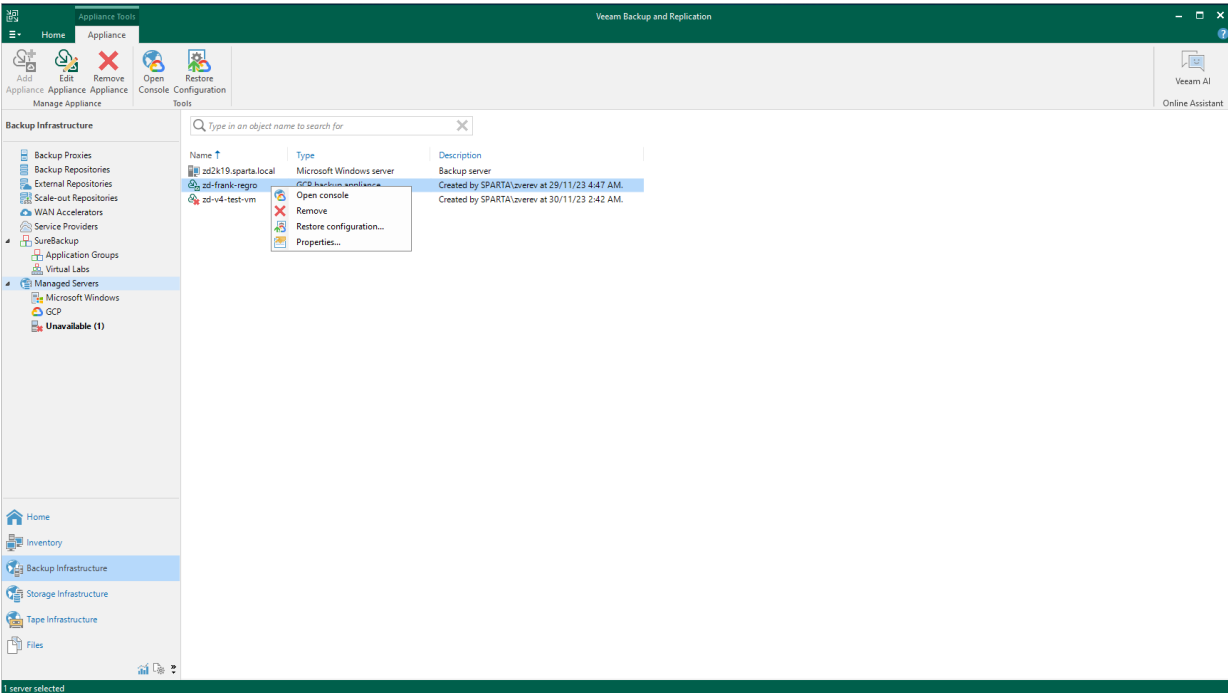 Appliance Tools
Veeam Backup and Replication
Home Appliance
Add Appliance
Edit Appliance
Remove Appliance
Open Console
Restore Configuration
Manage Appliance
Tools
Veeam AI
Online Assistant
Backup Infrastructure
Type in an object name to search for
Backup Proxies
Backup Repositories
External Repositories
Scale-out Repositories
WAN Accelerators
Service Providers
SureBackup
Application Groups
Virtual Labs
Managed Servers
Microsoft Windows
GCP
Unavailable (1)
Name Type Description
zd2k19.sparta.local Microsoft Windows server Backup server
zd-frank-regro GCP backup appliance Created by SPARTA\zverev at 29/11/23 4:47 AM.
zd-v4-test-vm Created by SPARTA\zverev at 30/11/23 2:42 AM.
Open console
Remove
Restore configuration...
Properties...
Home
Inventory
Backup Infrastructure
Storage Infrastructure
Tape Infrastructure
Files
1 server selected